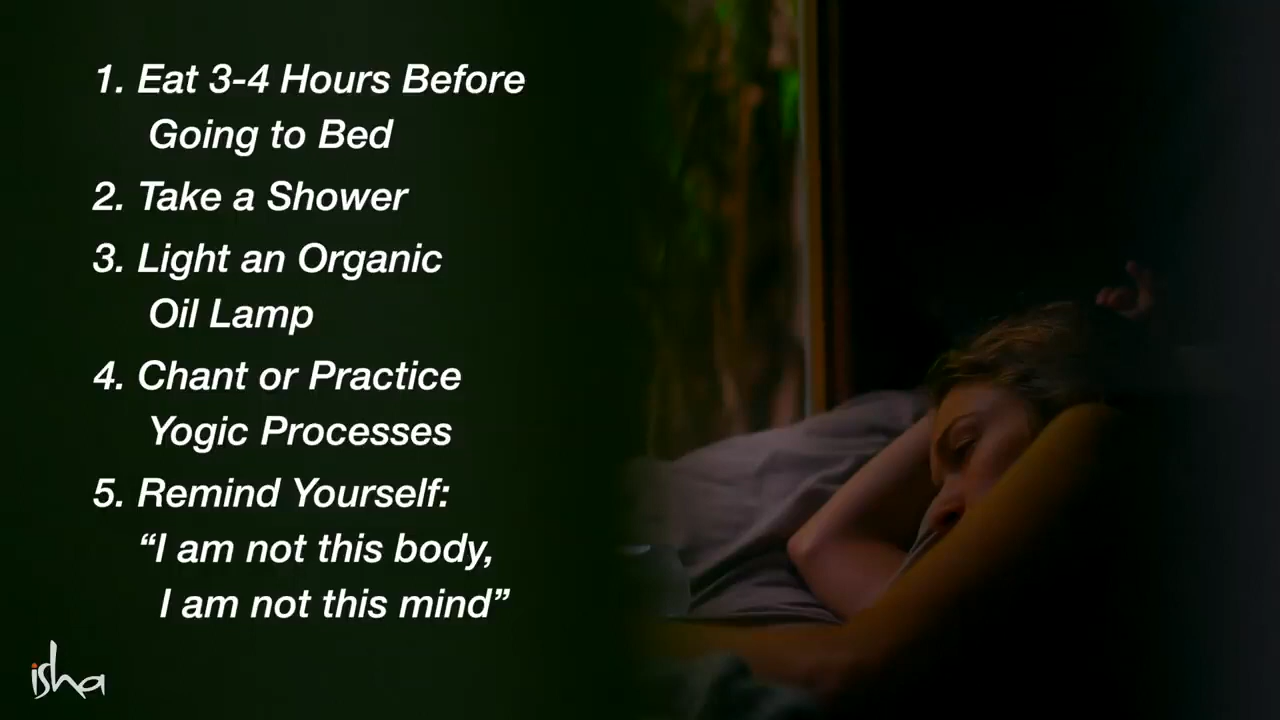 1. Eat 3-4 Hours Before
Going to Bed
2. Take a Shower
3. Light an Organic
Oil Lamp
4. Chant or Practice
Yogic Processes
5. Remind Yourself:
“I am not this body,
I am not this mind”
isha